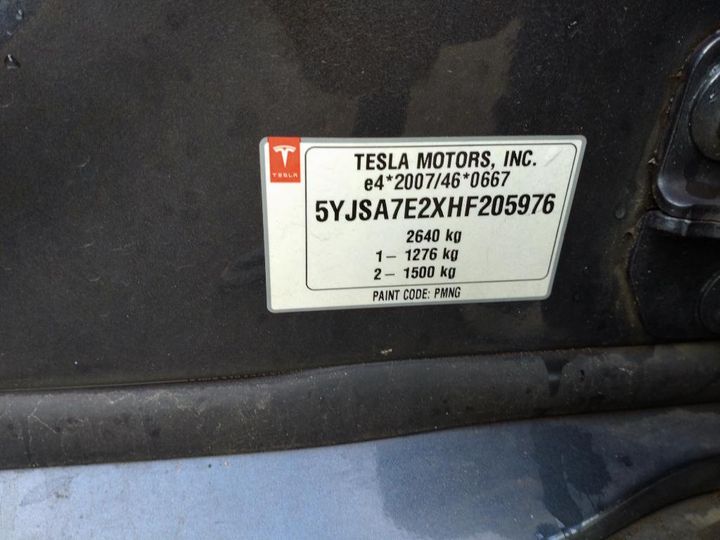 TESLA
TESLA MOTORS, INC.
e4*2007/46*0667
5YJSA7E2XHF205976
2640 kg
1– 1276 kg
2– 1500 kg
PAINT CODE: PMNG